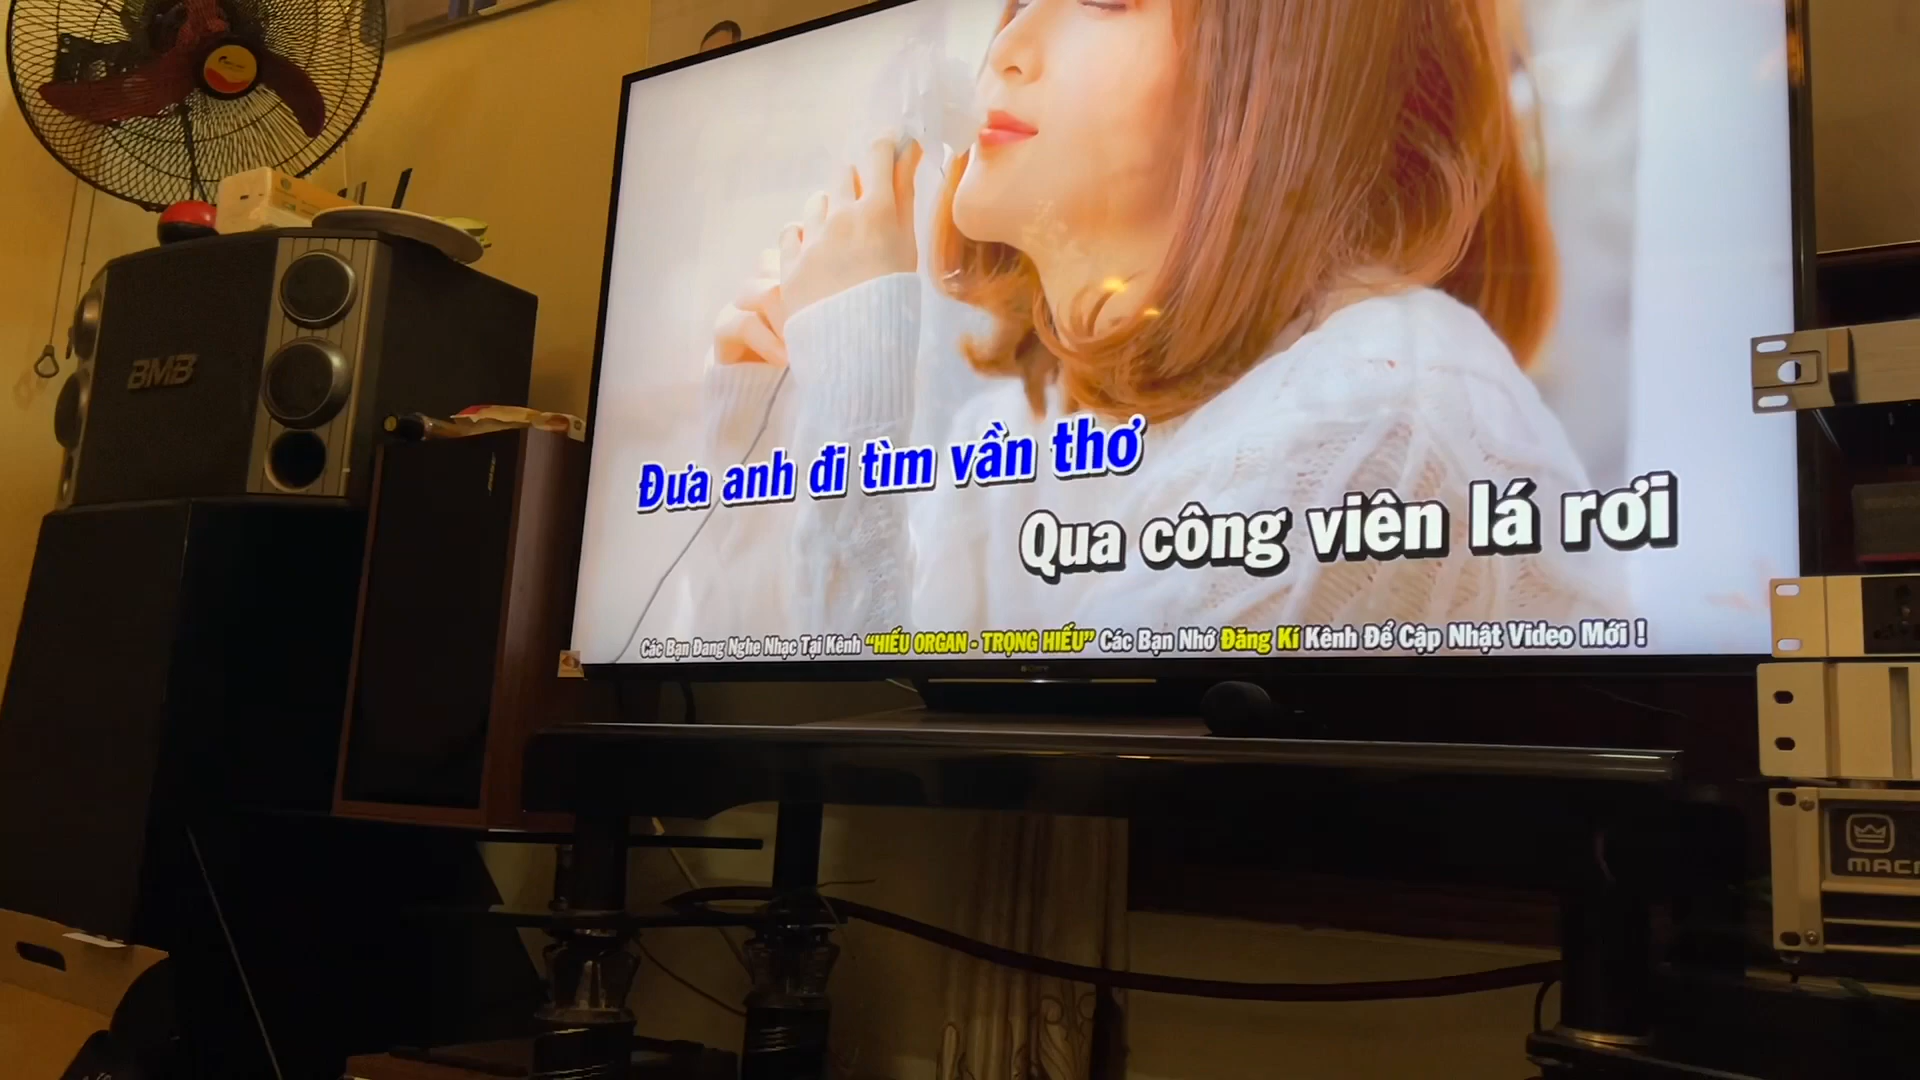 BMB
Đưa anh đi tìm vần thơ
Qua công viên lá rơi
Các Bạn Đang Nghe Nhạc Tại Kênh “HIẾU ORGAN - TRỌNG HIẾU” Các Bạn Nhớ Đăng Kí Kênh Để Cập Nhật Video Mới !